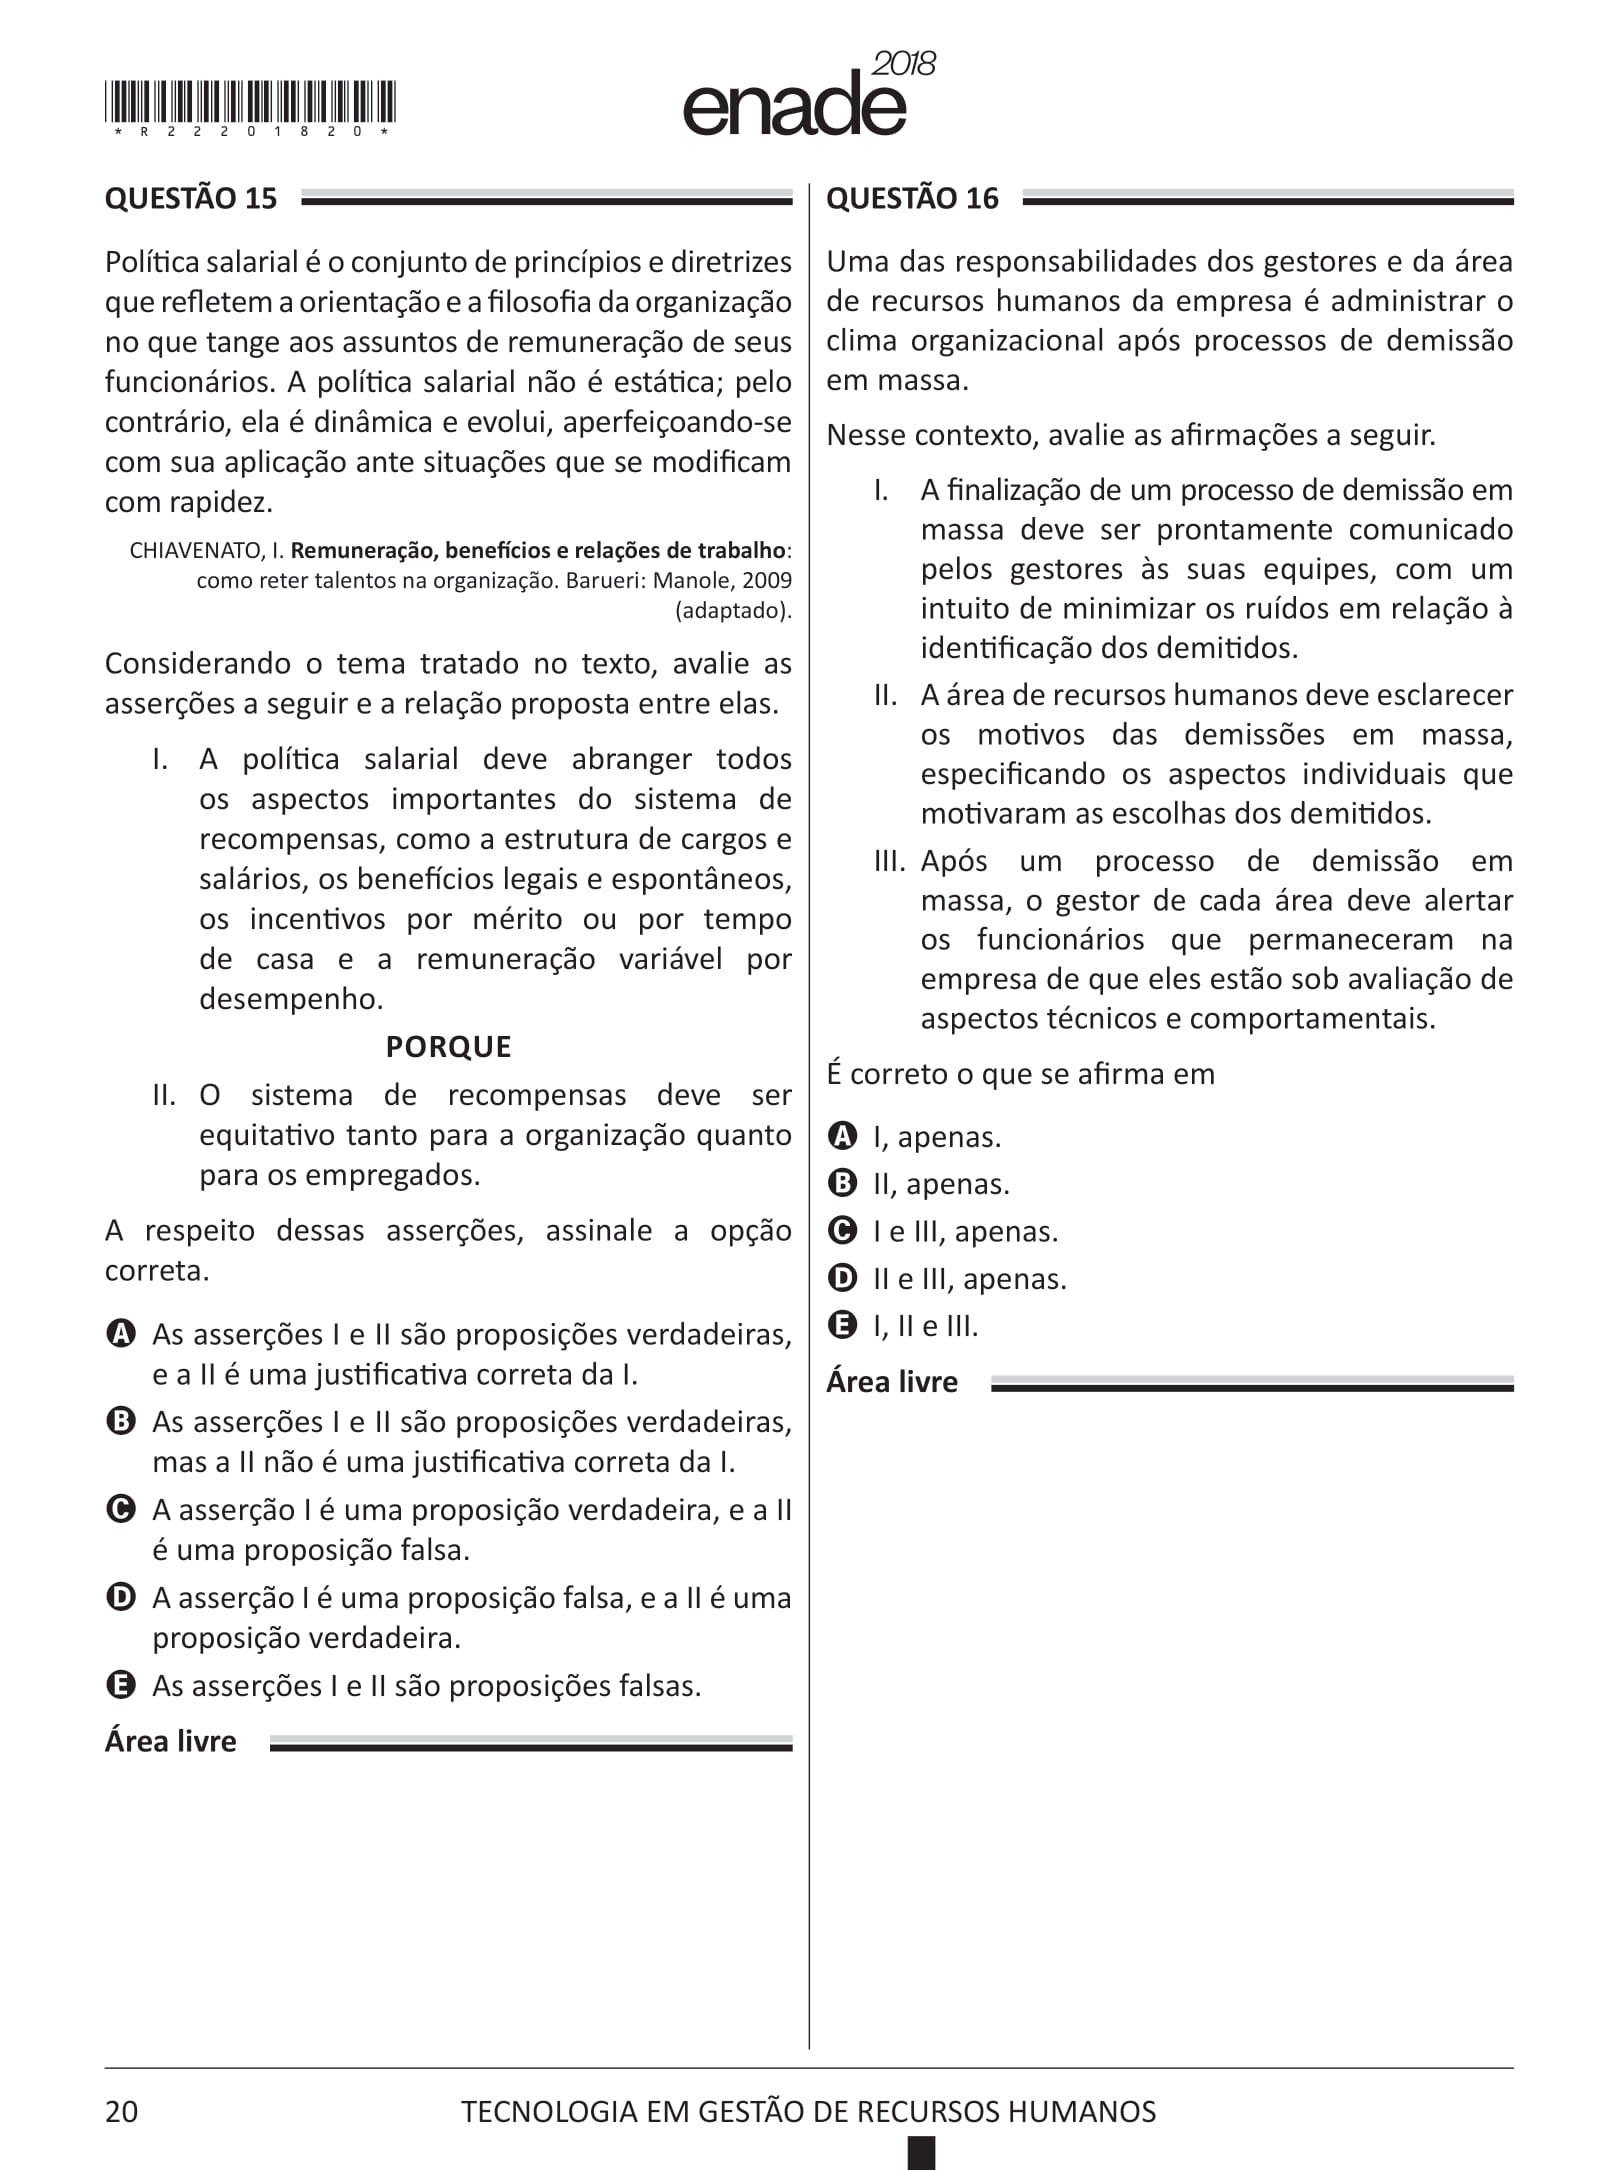 *R22201820*
enade 2018
QUESTÃO 15
Política salarial é o conjunto de princípios e diretrizes
que refletem a orientação e a filosofia da organização
no que tange aos assuntos de remuneração de seus
funcionários. A política salarial não é estática; pelo
contrário, ela é dinâmica e evolui, aperfeiçoando-se
com sua aplicação ante situações que se modificam
com rapidez.
CHIAVENATO, I. Remuneração, benefícios e relações de trabalho:
como reter talentos na organização. Barueri: Manole, 2009
(adaptado).
Considerando o tema tratado no texto, avalie as
asserções a seguir e a relação proposta entre elas.
I. A política salarial deve abranger todos
os aspectos importantes do sistema de
recompensas, como a estrutura de cargos e
salários, os benefícios legais e espontâneos,
os incentivos por mérito ou por tempo
de casa e a remuneração variável por
desempenho.
PORQUE
II. O sistema de recompensas deve ser
equitativo tanto para a organização quanto
para os empregados.
A respeito dessas asserções, assinale a opção
correta.
A As asserções I e II são proposições verdadeiras,
e a II é uma justificativa correta da I.
B As asserções I e II são proposições verdadeiras,
mas a II não é uma justificativa correta da I.
C A asserção I é uma proposição verdadeira, e a II
é uma proposição falsa.
D A asserção I é uma proposição falsa, e a II é uma
proposição verdadeira.
E As asserções I e II são proposições falsas.
Área livre
QUESTÃO 16
Uma das responsabilidades dos gestores e da área
de recursos humanos da empresa é administrar o
clima organizacional após processos de demissão
em massa.
Nesse contexto, avalie as afirmações a seguir.
I. A finalização de um processo de demissão em
massa deve ser prontamente comunicado
pelos gestores às suas equipes, com um
intuito de minimizar os ruídos em relação à
identificação dos demitidos.
II. A área de recursos humanos deve esclarecer
os motivos das demissões em massa,
especificando os aspectos individuais que
motivaram as escolhas dos demitidos.
III. Após um processo de demissão em
massa, o gestor de cada área deve alertar
os funcionários que permaneceram na
empresa de que eles estão sob avaliação de
aspectos técnicos e comportamentais.
É correto o que se afirma em
A I, apenas.
B II, apenas.
C I e III, apenas.
D II e III, apenas.
E I, II e III.
Área livre
20
TECNOLOGIA EM GESTÃO DE RECURSOS HUMANOS